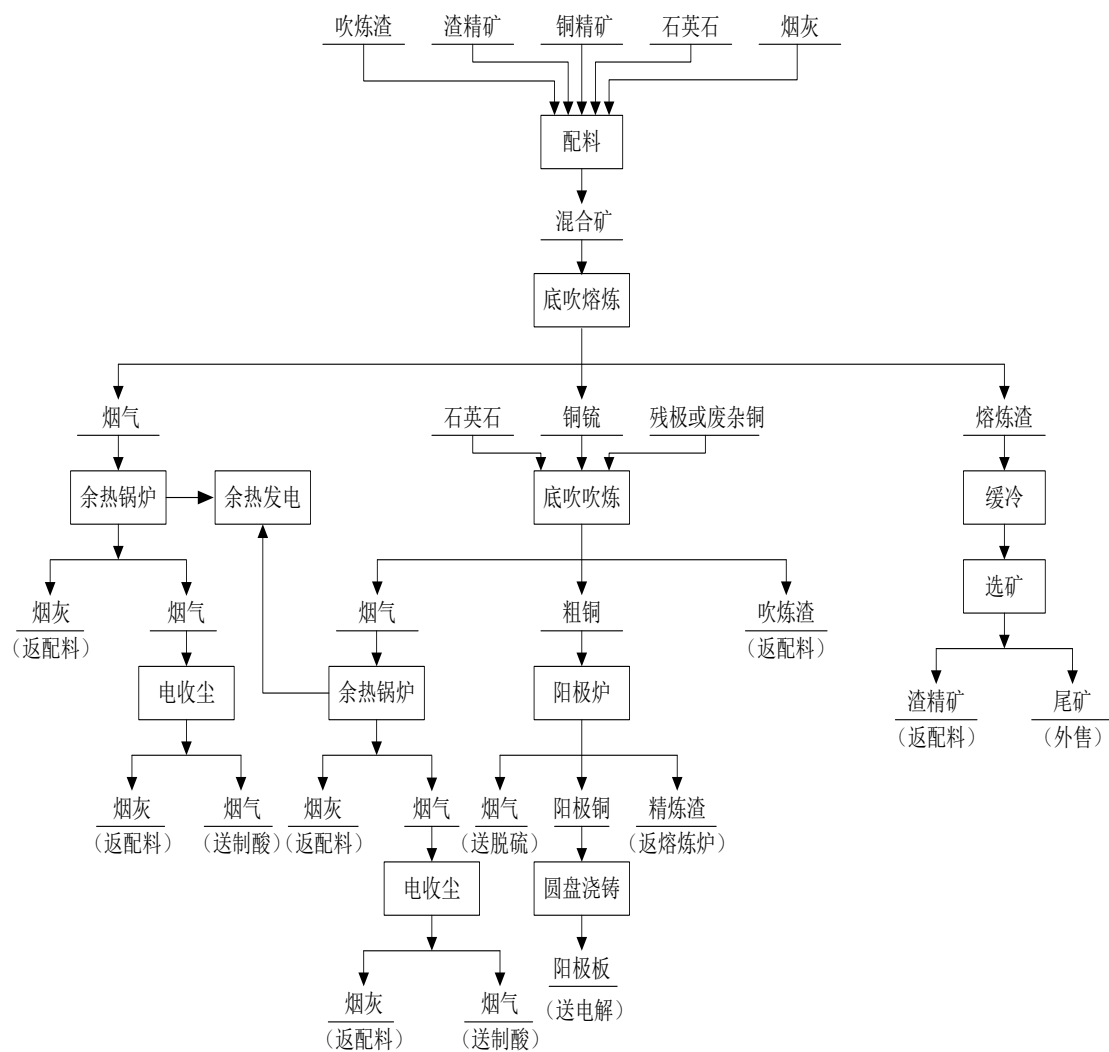 吹炼渣
渣精矿
铜精矿
石英石
烟灰
配料
混合矿
底吹熔炼
烟气
石英石
铜锍
残极或废杂铜
熔炼渣
余热锅炉
余热发电
底吹吹炼
缓冷
烟灰
(返配料)
烟气
烟气
粗铜
吹炼渣
(返配料)
选矿
电收尘
余热锅炉
阳极炉
渣精矿
(返配料)
尾矿
(外售)
烟灰
(返配料)
烟气
(送制酸)
烟灰
(返配料)
烟气
烟气
(送脱硫)
阳极铜
精炼渣
(返熔炼炉)
电收尘
圆盘浇铸
烟灰
(返配料)
烟气
(送制酸)
阳极板
(送电解)